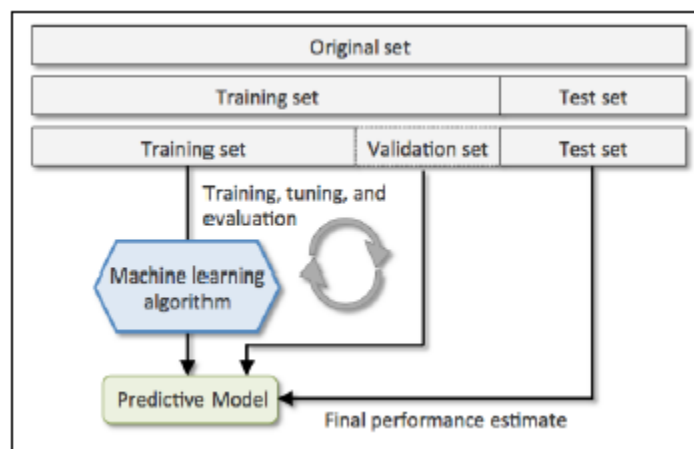 Original set
Training set
Test set
Training set
Validation set
Test set
Training, tuning, and
evaluation
Machine learning
algorithm
Predictive Model
Final performance estimate